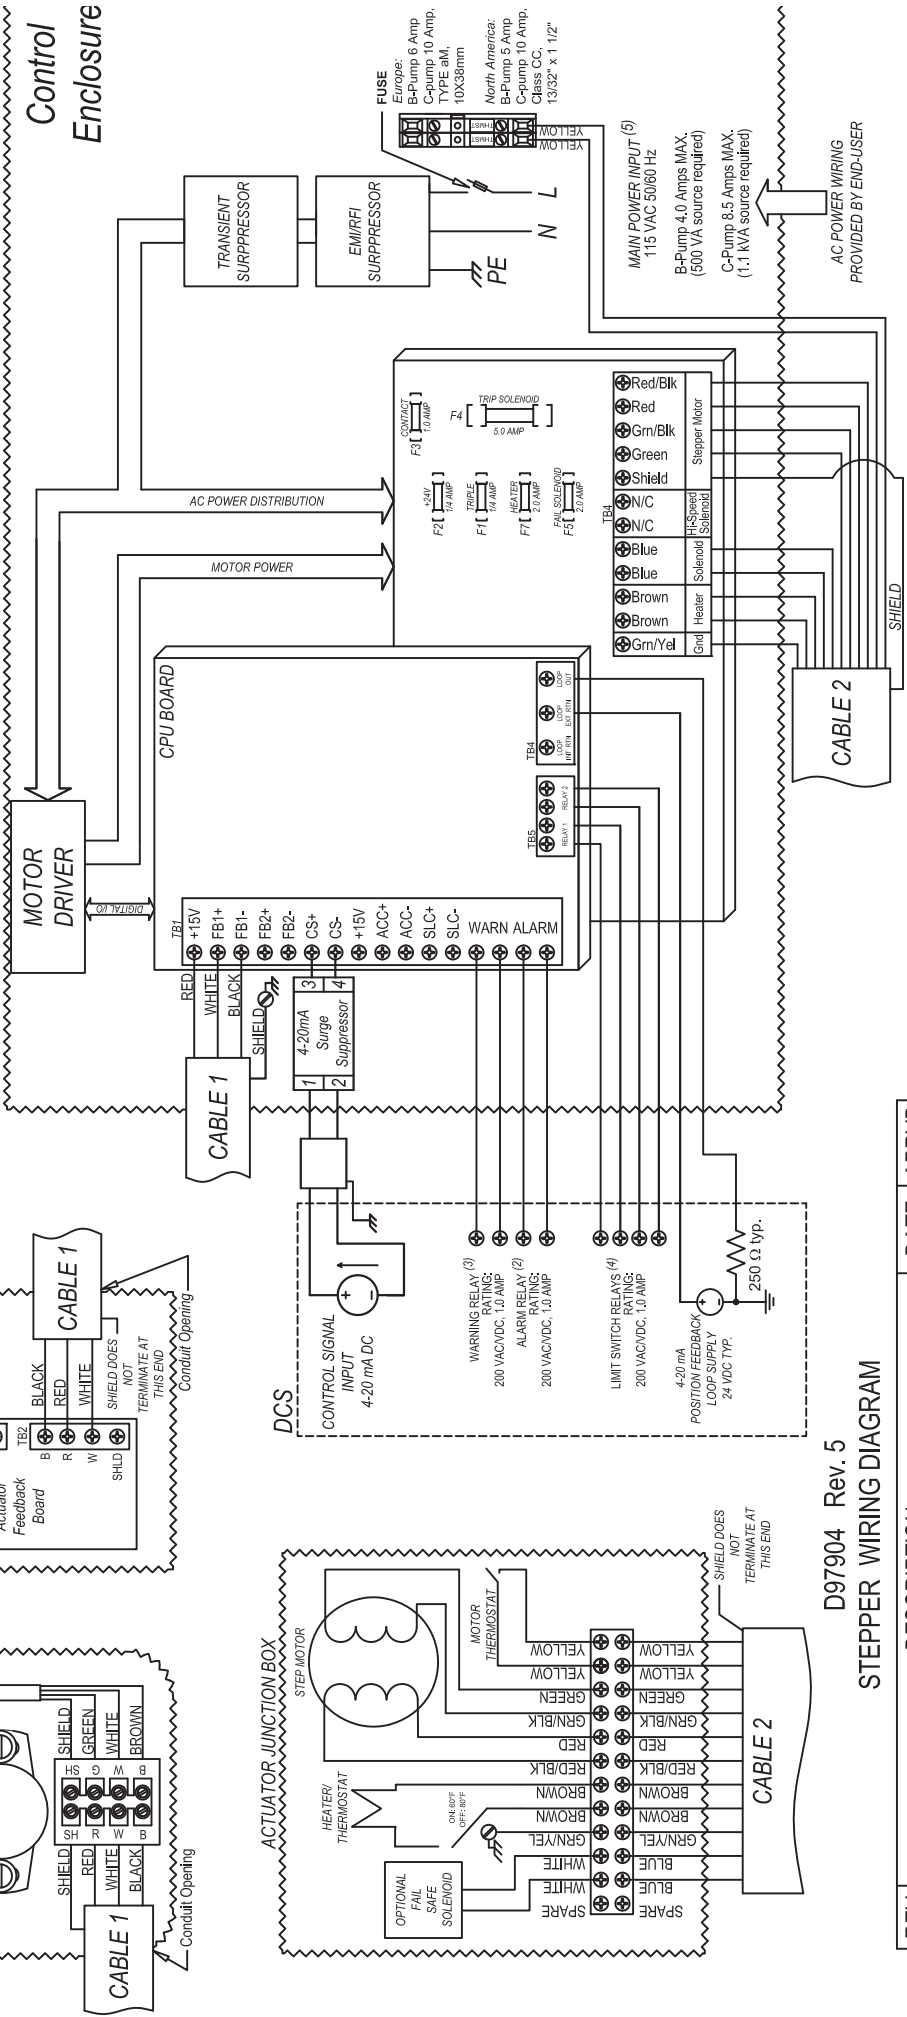 Control
Enclosure
FUSE
Europe:
B-Pump 6 Amp
C-pump 10 Amp,
TYPE aM,
10X38mm
North America:
B-Pump 5 Amp
C-pump 10 Amp,
Class CC,
13/32" x 1 1/2"
THMST
THMST
YELLOW
YELLOW
TRANSIENT
SURPPRESSOR
EMI/RFI
SURPPRESSOR
PE
N
L
MAIN POWER INPUT (5)
115 VAC 50/60 Hz
B-Pump 4.0 Amps MAX.
(500 VA source required)
C-Pump 8.5 Amps MAX.
(1.1 kVA source required)
AC POWER WIRING
PROVIDED BY END-USER
AC POWER DISTRIBUTION
MOTOR POWER
CONTACT
F3
1.0 AMP
F4
TRIP SOLENOID
5.0 AMP
+24V
F2
1/4 AMP
TRIPLE
F1
1/4 AMP
HEATER
F7
2.0 AMP
FAIL SOLENOID
F5
2.0 AMP
TB4
Red/Blk
Red
Grn/Blk
Green
Shield
N/C
N/C
Blue
Blue
Brown
Brown
Grn/Yel
Stepper Motor
Hi-Speed
Solenoid
Solenoid
Heater
Gnd
SHIELD
CABLE 2
MOTOR
DRIVER
DIGITAL I/O
CPU BOARD
TB4
LOOP
INT RTN
LOOP
EXT RTN
LOOP
OUT
TB5
RELAY 1
RELAY 2
TB1
+15V
FB1+
FB1-
FB2+
FB2-
CS+
CS-
+15V
ACC+
ACC-
SLC+
SLC-
WARN
ALARM
RED
WHITE
BLACK
SHIELD
CABLE 1
4-20mA
Surge
Suppressor
1
2
3
4
DCS
CONTROL SIGNAL
INPUT
4-20 mA DC
+
-
WARNING RELAY (3)
RATING:
200 VAC/VDC, 1.0 AMP
ALARM RELAY (2)
RATING:
200 VAC/VDC, 1.0 AMP
LIMIT SWITCH RELAYS (4)
RATING:
200 VAC/VDC, 1.0 AMP
4-20 mA
POSITION FEEDBACK
LOOP SUPPLY
24 VDC TYP.
+
-
250 Ω typ.
CABLE 1
Conduit Opening
BLACK
RED
WHITE
SHIELD DOES
NOT
TERMINATE AT
THIS END
TB2
B
R
W
SHLD
Actuator
Feedback
Board
SHIELD
GREEN
WHITE
BROWN
SH
G
W
B
SH
R
W
B
SHIELD
RED
WHITE
BLACK
CABLE 1
Conduit Opening
ACTUATOR JUNCTION BOX
STEP MOTOR
MOTOR
THERMOSTAT
HEATER/
THERMOSTAT
ON: 60°F
OFF: 80°F
OPTIONAL
FAIL
SAFE
SOLENOID
YELLOW
YELLOW
GREEN
GRN/BLK
RED
RED/BLK
BROWN
BROWN
GRN/YEL
WHITE
WHITE
SPARE
YELLOW
YELLOW
GREEN
GRN/BLK
RED
RED/BLK
BROWN
BROWN
GRN/YEL
BLUE
BLUE
SPARE
SHIELD DOES
NOT
TERMINATE AT
THIS END
CABLE 2
D97904 Rev. 5
STEPPER WIRING DIAGRAM